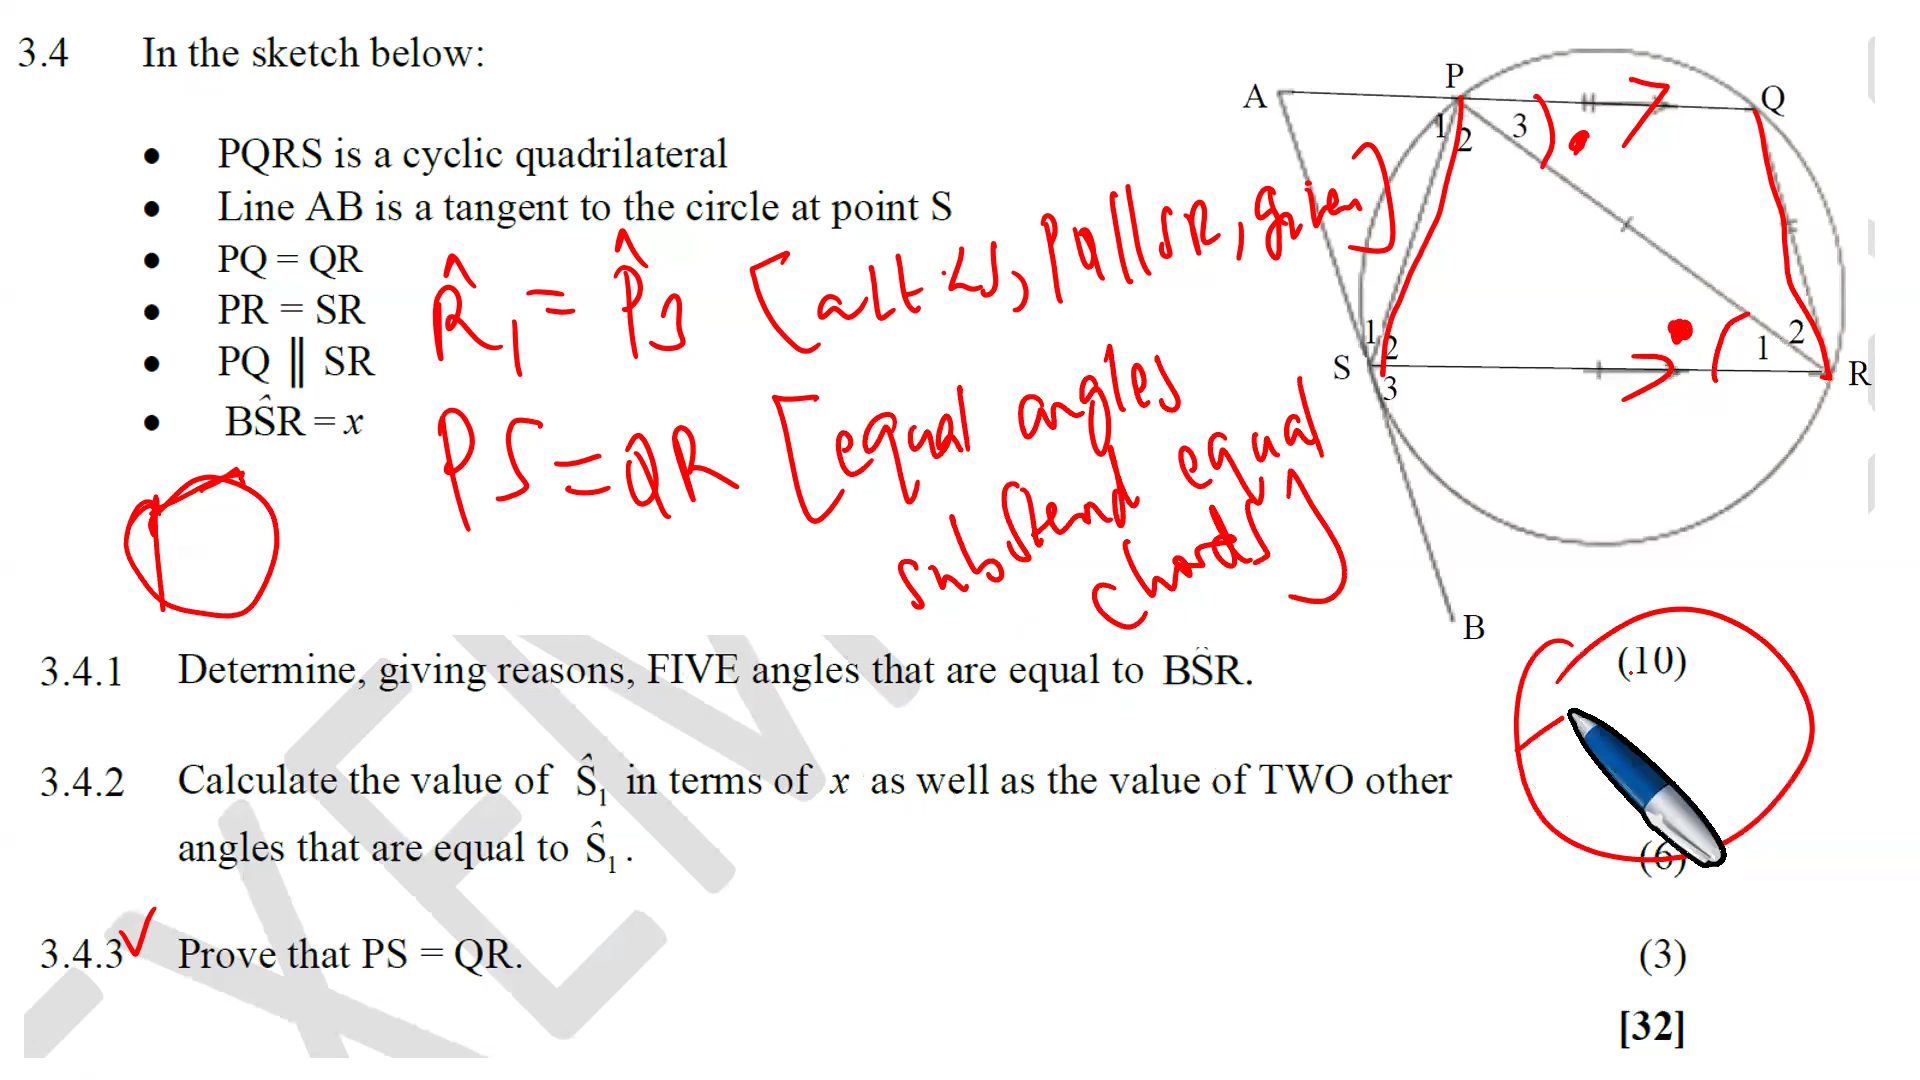 3.4 In the sketch below:
• PQRS is a cyclic quadrilateral
• Line AB is a tangent to the circle at point S
• PQ = QR
• PR = SR
• PQ ∥ SR
• BŜR = x
R̂₁ = P̂₃ [alt <s, PQ//SR, given]
PS = QR [equal angles
substend equal
chords]
A P Q
1 2 3
1 2
S 3
1 2 R
B
3.4.1 Determine, giving reasons, FIVE angles that are equal to BŜR. (10)
3.4.2 Calculate the value of Ŝ₁ in terms of x as well as the value of TWO other
angles that are equal to Ŝ₁. (6)
3.4.3 Prove that PS = QR. (3)
[32]